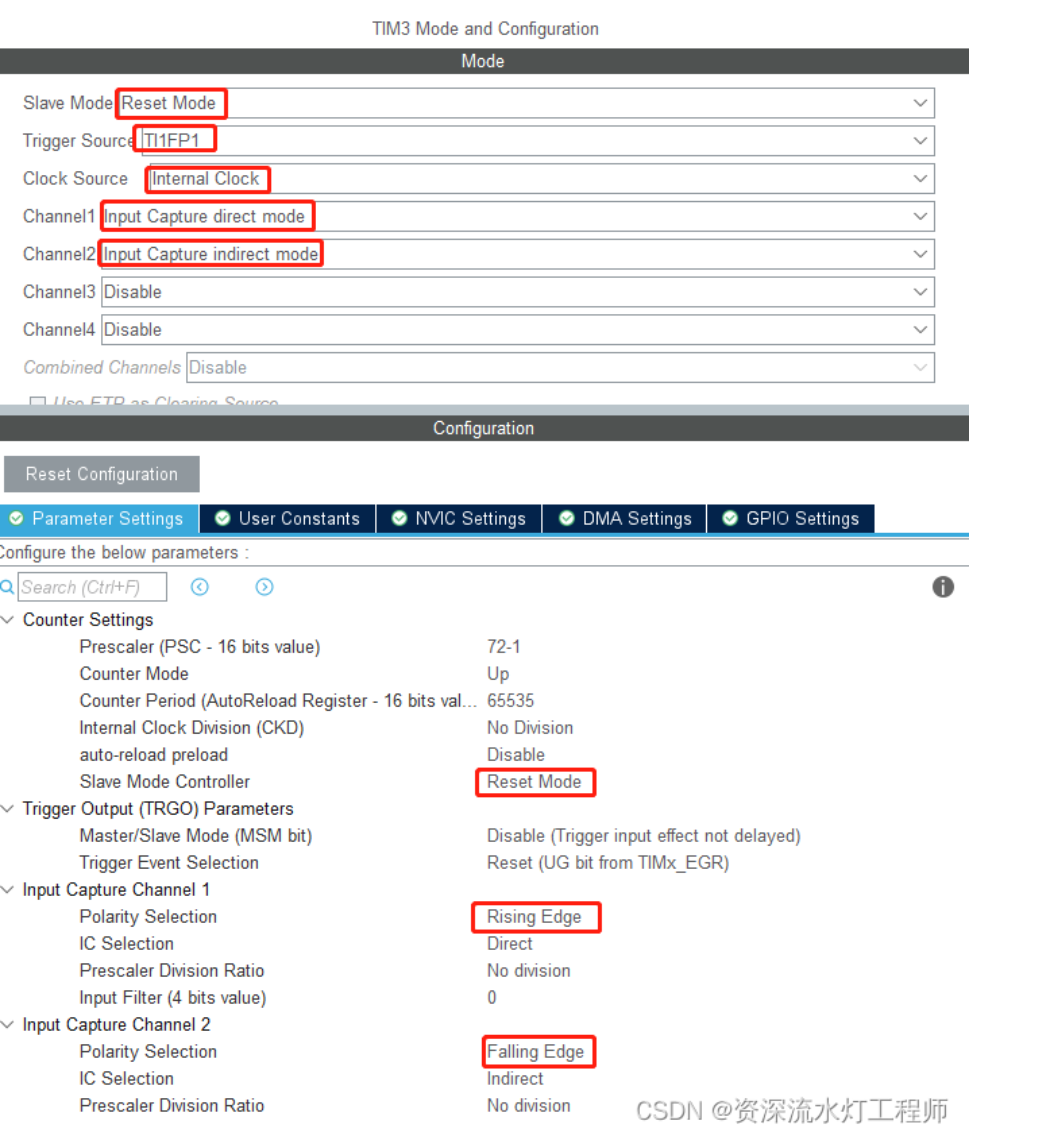 TIM3 Mode and Configuration
Mode
Slave Mode Reset Mode
Trigger Source TI1FP1
Clock Source Internal Clock
Channel1 Input Capture direct mode
Channel2 Input Capture indirect mode
Channel3 Disable
Channel4 Disable
Combined Channels Disable
Use ETR as Clearing Source
Configuration
Reset Configuration
Parameter Settings User Constants NVIC Settings DMA Settings GPIO Settings
Configure the below parameters :
Search (Ctrl+F)
Counter Settings
Prescaler (PSC - 16 bits value) 72-1
Counter Mode Up
Counter Period (AutoReload Register - 16 bits val... 65535
Internal Clock Division (CKD) No Division
auto-reload preload Disable
Slave Mode Controller Reset Mode
Trigger Output (TRGO) Parameters
Master/Slave Mode (MSM bit) Disable (Trigger input effect not delayed)
Trigger Event Selection Reset (UG bit from TIMx_EGR)
Input Capture Channel 1
Polarity Selection Rising Edge
IC Selection Direct
Prescaler Division Ratio No division
Input Filter (4 bits value) 0
Input Capture Channel 2
Polarity Selection Falling Edge
IC Selection Indirect
Prescaler Division Ratio No division
CSDN @资深流水灯工程师